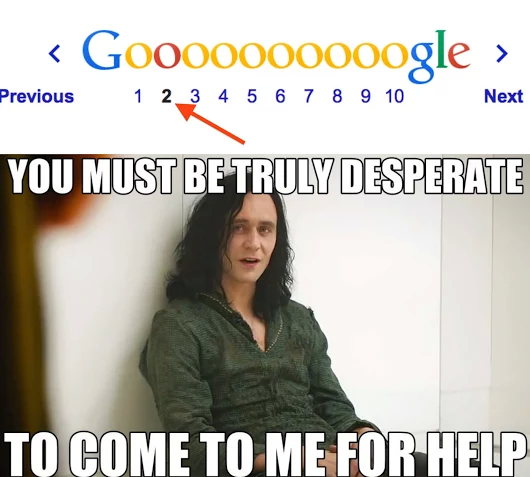 < Gooooooooooogle >
Previous 1 2 3 4 5 6 7 8 9 10 Next
YOU MUST BE TRULY DESPERATE
TO COME TO ME FOR HELP